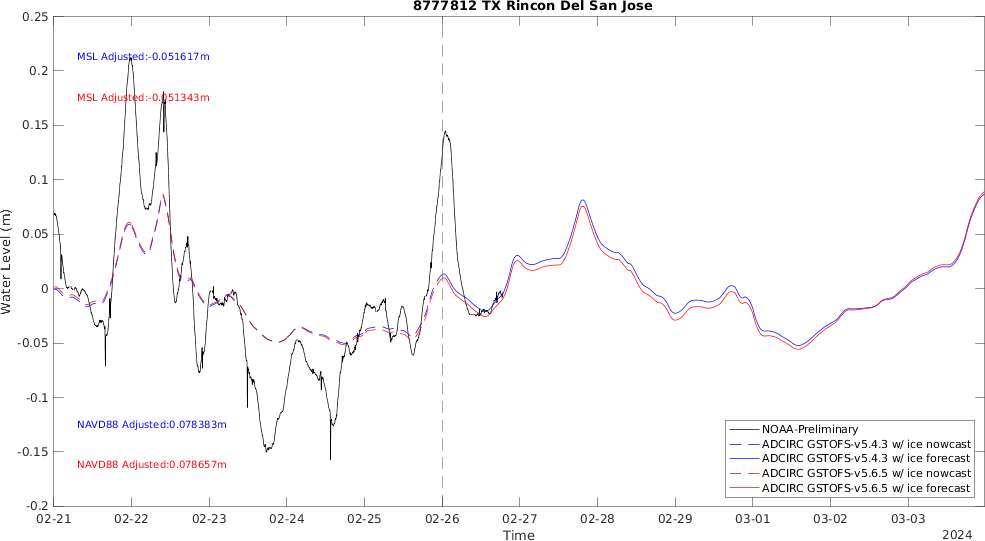 8777812 TX Rincon Del San Jose
0.25
0.2
0.15
0.1
0.05
0
-0.05
-0.1
-0.15
-0.2
Water Level (m)
MSL Adjusted:-0.051617m
MSL Adjusted:-0.051343m
NAVD88 Adjusted:0.078383m
NAVD88 Adjusted:0.078657m
NOAA-Preliminary
ADCIRC GSTOFS-v5.4.3 w/ ice nowcast
ADCIRC GSTOFS-v5.4.3 w/ ice forecast
ADCIRC GSTOFS-v5.6.5 w/ ice nowcast
ADCIRC GSTOFS-v5.6.5 w/ ice forecast
02-21 02-22 02-23 02-24 02-25 02-26 02-27 02-28 02-29 03-01 03-02 03-03
Time
2024